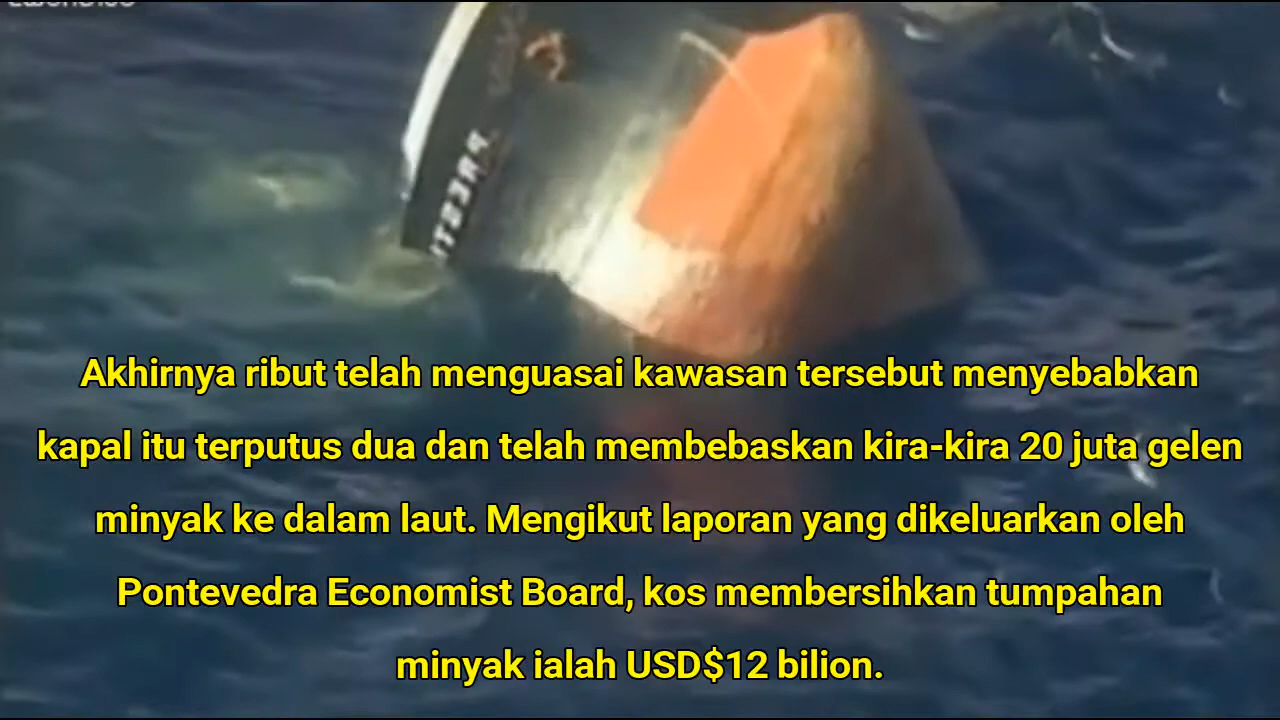 PRESTI
Akhirnya ribut telah menguasai kawasan tersebut menyebabkan
kapal itu terputus dua dan telah membebaskan kira-kira 20 juta gelen
minyak ke dalam laut. Mengikut laporan yang dikeluarkan oleh
Pontevedra Economist Board, kos membersihkan tumpahan
minyak ialah USD$12 bilion.